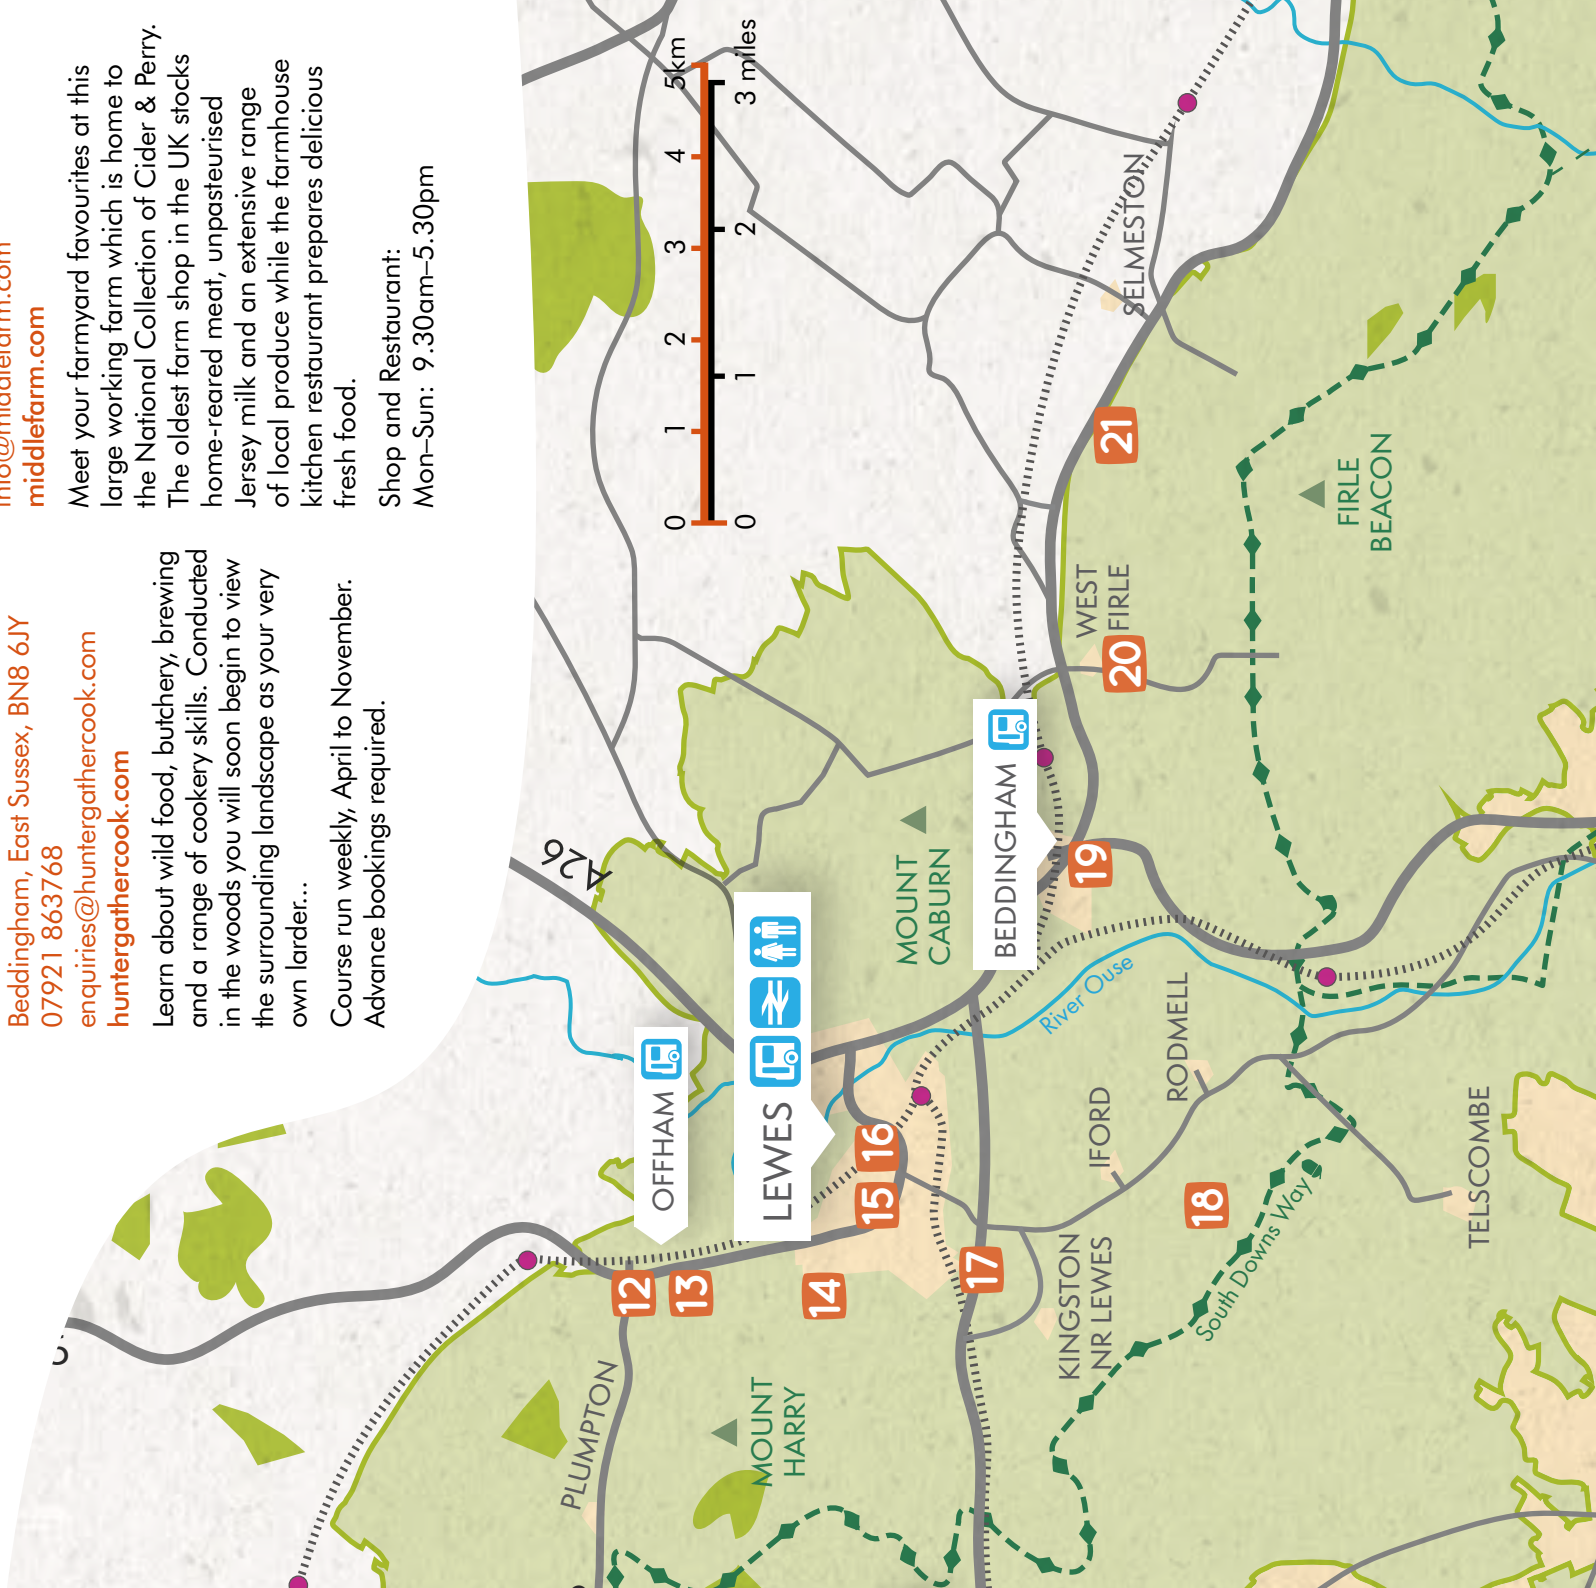 Beddingham, East Sussex, BN8 6JY
07921 863768
enquiries@huntergathercook.com
huntergathercook.com
Learn about wild food, butchery, brewing
and a range of cookery skills. Conducted
in the woods you will soon begin to view
the surrounding landscape as your very
own larder...
Course run weekly, April to November.
Advance bookings required.
info@middlefarm.com
middlefarm.com
Meet your farmyard favourites at this
large working farm which is home to
the National Collection of Cider & Perry.
The oldest farm shop in the UK stocks
home-reared meat, unpasteurised
Jersey milk and an extensive range
of local produce while the farmhouse
kitchen restaurant prepares delicious
fresh food.
Shop and Restaurant:
Mon–Sun: 9.30am–5.30pm
A26
0 1 2 3 4 5km
0 1 2 3 miles
PLUMPTON
12
OFFHAM
13
MOUNT
HARRY
LEWES
14
15
16
MOUNT
CABURN
17
BEDDINGHAM
River Ouse
KINGSTON
NR LEWES
IFORD
19
WEST
FIRLE
20
21
SELMESTON
RODMELL
18
South Downs Way
FIRLE
BEACON
TELSCOMBE